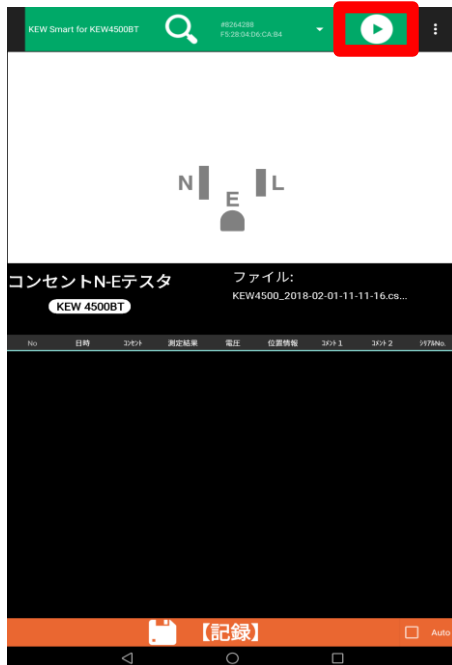 KEW Smart for KEW4500BT
#8264288
F5:28:04:D6:CA:B4
N E L
コンセントN-Eテスタ
KEW 4500BT
ファイル:
KEW4500_2018-02-01-11-11-16.cs...
No 日時 ｺﾝｾﾝﾄ 測定結果 電圧 位置情報 ｺﾒﾝﾄ1 ｺﾒﾝﾄ2 ｼﾘｱﾙNo.
【記録】
Auto